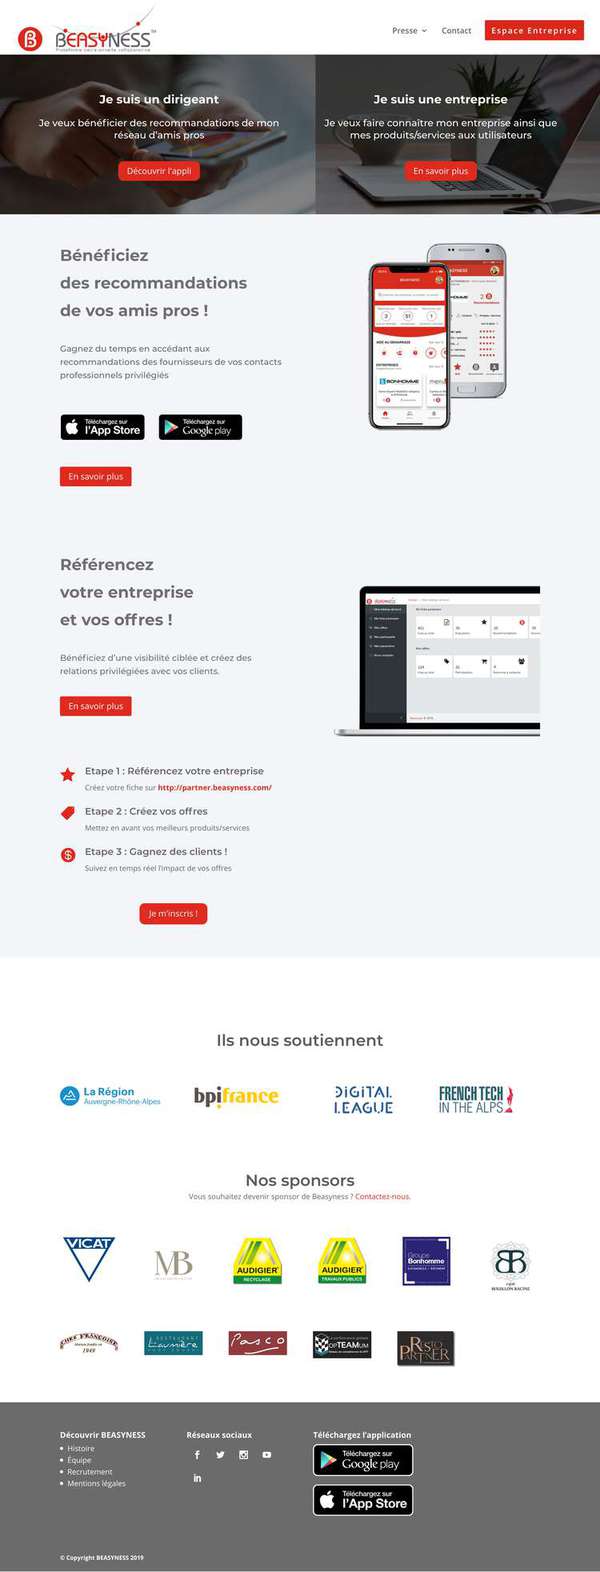 BEASYNESS
Presse
Contact
Espace Entreprise
Je suis un dirigeant
Je veux bénéficier des recommandations de mon
réseau d'amis pros
Découvrir l'appli
Je suis une entreprise
Je veux faire connaître mon entreprise ainsi que
mes produits/services aux utilisateurs
En savoir plus
Bénéficiez
des recommandations
de vos amis pros !
Gagnez du temps en accédant aux
recommandations des fournisseurs de vos contacts
professionnels privilégiés
Téléchargez sur
l'App Store
Téléchargez sur
Google play
En savoir plus
BONHOMME
Référencez
votre entreprise
et vos offres !
Bénéficiez d'une visibilité ciblée et créez des
relations privilégiées avec vos clients.
En savoir plus
Etape 1 : Référencez votre entreprise
Créez votre fiche sur http://partner.beasyness.com/
Etape 2 : Créez vos offres
Mettez en avant vos meilleurs produits/services
Etape 3 : Gagnez des clients !
Suivez en temps réel l'impact de vos offres
Je m'inscris !
Ils nous soutiennent
La Région
Auvergne-Rhône-Alpes
bpifrance
DIGITAL
LEAGUE
FRENCH TECH
IN THE ALPS
Nos sponsors
Vous souhaitez devenir sponsor de Beasyness ? Contactez-nous.
VICAT
MB
AUDIGIER
RECYCLAGE
AUDIGIER
TRAVAUX PUBLICS
Groupe
Bonhomme
BOUILLON RACINE
1949
RESTAURANT
Pasco
OPTEAMUM
RESTO
PARTNER
Découvrir BEASYNESS
Histoire
Équipe
Recrutement
Mentions légales
Réseaux sociaux
Téléchargez l'application
Téléchargez sur
Google play
Téléchargez sur
l'App Store
© Copyright BEASYNESS 2019